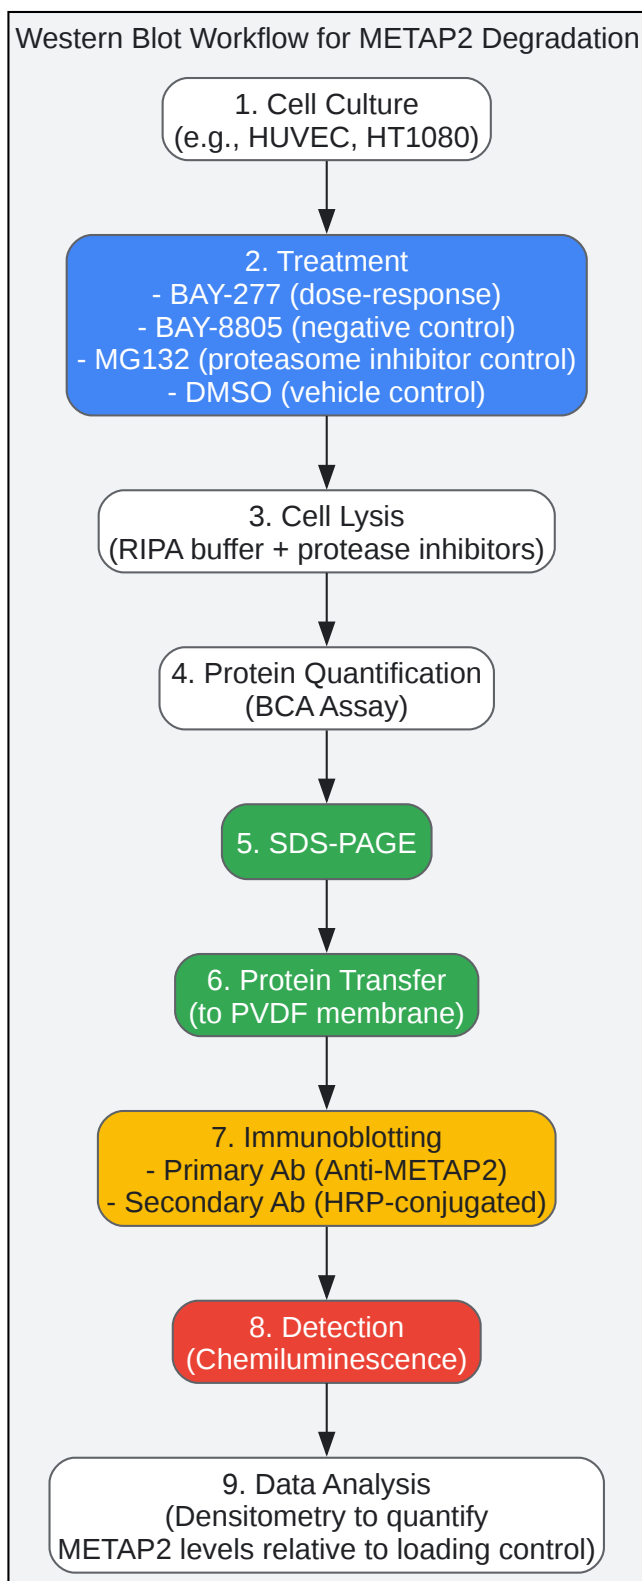 Western Blot Workflow for METAP2 Degradation
1. Cell Culture
(e.g., HUVEC, HT1080)
2. Treatment
- BAY-277 (dose-response)
- BAY-8805 (negative control)
- MG132 (proteasome inhibitor control)
- DMSO (vehicle control)
3. Cell Lysis
(RIPA buffer + protease inhibitors)
4. Protein Quantification
(BCA Assay)
5. SDS-PAGE
6. Protein Transfer
(to PVDF membrane)
7. Immunoblotting
- Primary Ab (Anti-METAP2)
- Secondary Ab (HRP-conjugated)
8. Detection
(Chemiluminescence)
9. Data Analysis
(Densitometry to quantify
METAP2 levels relative to loading control)